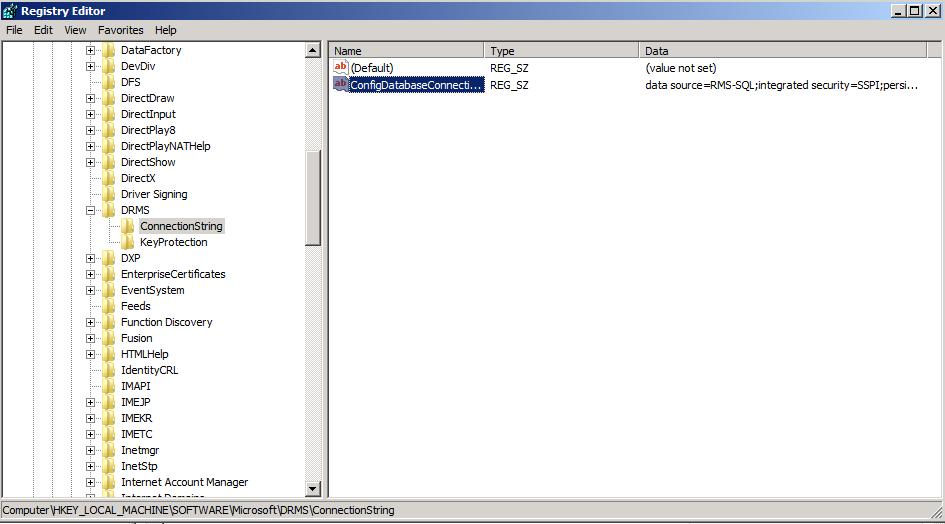 Registry Editor
File Edit View Favorites Help
DataFactory
DevDiv
DFS
DirectDraw
DirectInput
DirectPlay8
DirectPlayNATHelp
DirectShow
DirectX
Driver Signing
DRMS
ConnectionString
KeyProtection
DXP
EnterpriseCertificates
EventSystem
Feeds
Function Discovery
Fusion
HTMLHelp
IdentityCRL
IMAPI
IMEJP
IMEKR
IMETC
Inetmgr
InetStp
Internet Account Manager
Internet Domains
Name Type Data
ab (Default) REG_SZ (value not set)
ab ConfigDatabaseConnecti... REG_SZ data source=RMS-SQL;integrated security=SSPI;persi...
Computer\HKEY_LOCAL_MACHINE\SOFTWARE\Microsoft\DRMS\ConnectionString